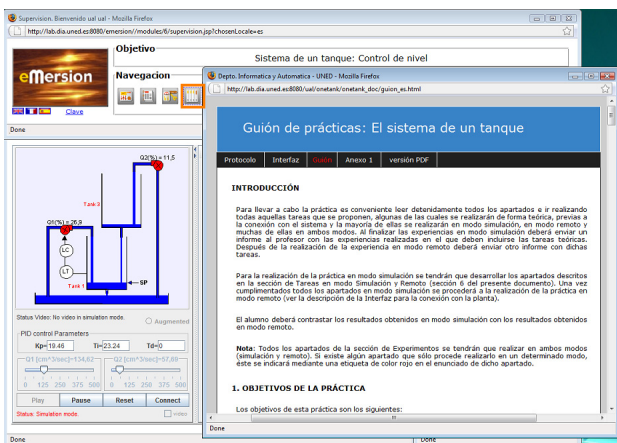 Supervision. Bienvenido ual ual - Mozilla Firefox
http://lab.dia.uned.es:8080/emersion//modules/6/supervision.jsp?chosenLocale=es
eMersion
Clave
Objetivo
Sistema de un tanque: Control de nivel
Navegacion
Done
Q2(%)=11,5
Tank 3
Q1(%)=26,9
LC
LT
Tank 1
SP
Status Video: No video in simulation mode.
Augmented
PID control Parameters
Kp=19.46 Ti=23.24 Td=0
Q1 [cm^3/sec]=134,62 Q2 [cm^3/sec]=57,69
0 125 250 375 500 0 125 250 375 500
Play Pause Reset Connect
Status: Simulation mode.
Done
Done
Depto. Informatica y Automatica - UNED - Mozilla Firefox
http://lab.dia.uned.es:8080/ual/onetank/onetank_doc/guion_es.html
Guión de prácticas: El sistema de un tanque
Protocolo Interfaz Guión Anexo 1 versión PDF
INTRODUCCIÓN
Para llevar a cabo la práctica es conveniente leer detenidamente todos los apartados e ir realizando
todas aquellas tareas que se proponen, algunas de las cuales se realizarán de forma teórica, previas a
la conexión con el sistema y la mayoría de ellas se realizarán en modo simulación, en modo remoto y
muchas de ellas en ambos modos. Al finalizar las experiencias en modo simulación deberá enviar un
informe al profesor con las experiencias realizadas en el que deben incluirse las tareas teóricas.
Después de la realización de la experiencia en modo remoto deberá enviar otro informe con dichas
tareas.
Para la realización de la práctica en modo simulación se tendrán que desarrollar los apartados descritos
en la sección de Tareas en modo Simulación y Remoto (sección 6 del presente documento). Una vez
cumplimentados todos los apartados en modo simulación se procederá a la realización de la práctica en
modo remoto (ver la descripción de la Interfaz para la conexión con la planta).
El alumno deberá contrastar los resultados obtenidos en modo simulación con los resultados obtenidos
en modo remoto.
Nota: Todos los apartados de la sección de Experimentos se tendrán que realizar en ambos modos
(simulación y remoto). Si existe algún apartado que sólo procede realizarlo en un determinado modo,
éste se indicará mediante una etiqueta de color rojo en el enunciado de dicho apartado.
1. OBJETIVOS DE LA PRÁCTICA
Los objetivos de esta práctica son los siguientes:
Done